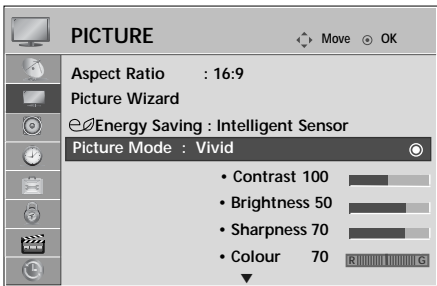 PICTURE
Move
OK
Aspect Ratio : 16:9
Picture Wizard
Energy Saving : Intelligent Sensor
Picture Mode : Vivid
• Contrast 100
• Brightness 50
• Sharpness 70
• Colour 70
R G